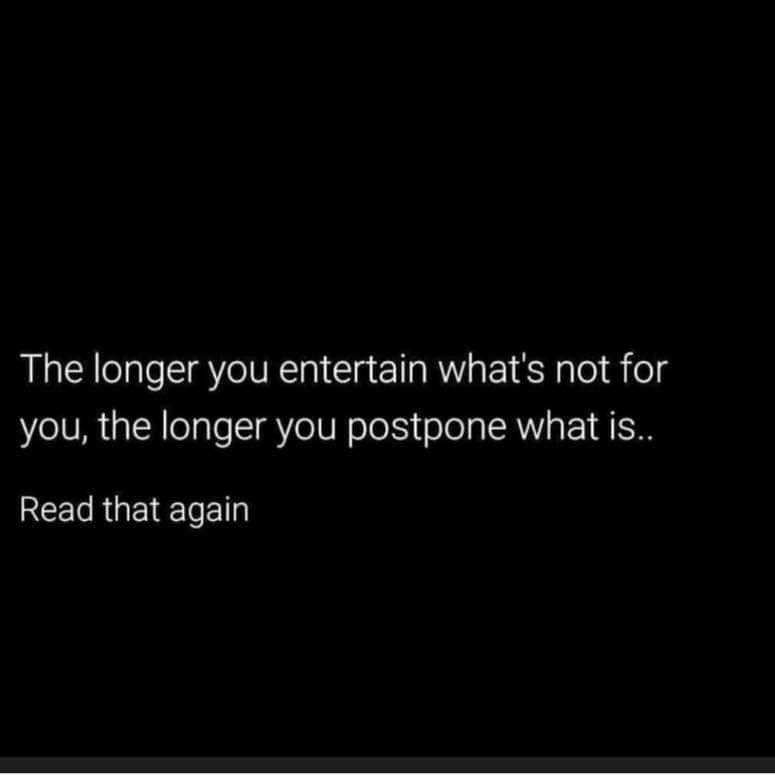 The longer you entertain what's not for
you, the longer you postpone what is..
Read that again